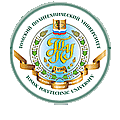 ТОМСКИЙ ПОЛИТЕХНИЧЕСКИЙ УНИВЕРСИТЕТ
TOMSK POLYTECHNIC UNIVERSITY